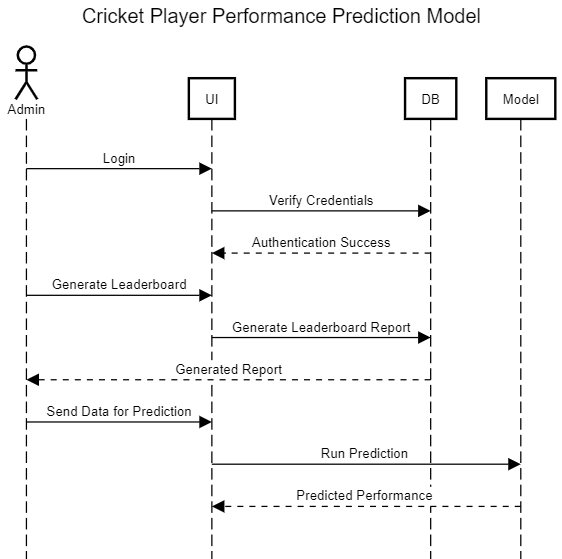 Cricket Player Performance Prediction Model
Admin
UI
DB
Model
Login
Verify Credentials
Authentication Success
Generate Leaderboard
Generate Leaderboard Report
Generated Report
Send Data for Prediction
Run Prediction
Predicted Performance